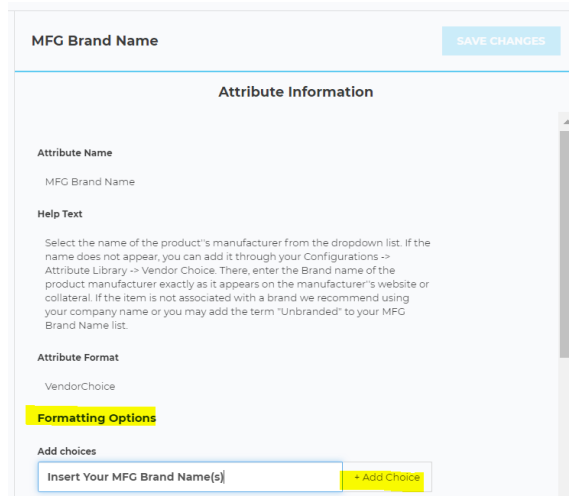 MFG Brand Name
SAVE CHANGES
Attribute Information
Attribute Name
MFG Brand Name
Help Text
Select the name of the product''s manufacturer from the dropdown list. If the
name does not appear, you can add it through your Configurations ->
Attribute Library -> Vendor Choice. There, enter the Brand name of the
product manufacturer exactly as it appears on the manufacturer''s website or
collateral. If the item is not associated with a brand we recommend using
your company name or you may add the term "Unbranded" to your MFG
Brand Name list.
Attribute Format
VendorChoice
Formatting Options
Add choices
Insert Your MFG Brand Name(s)
+ Add Choice